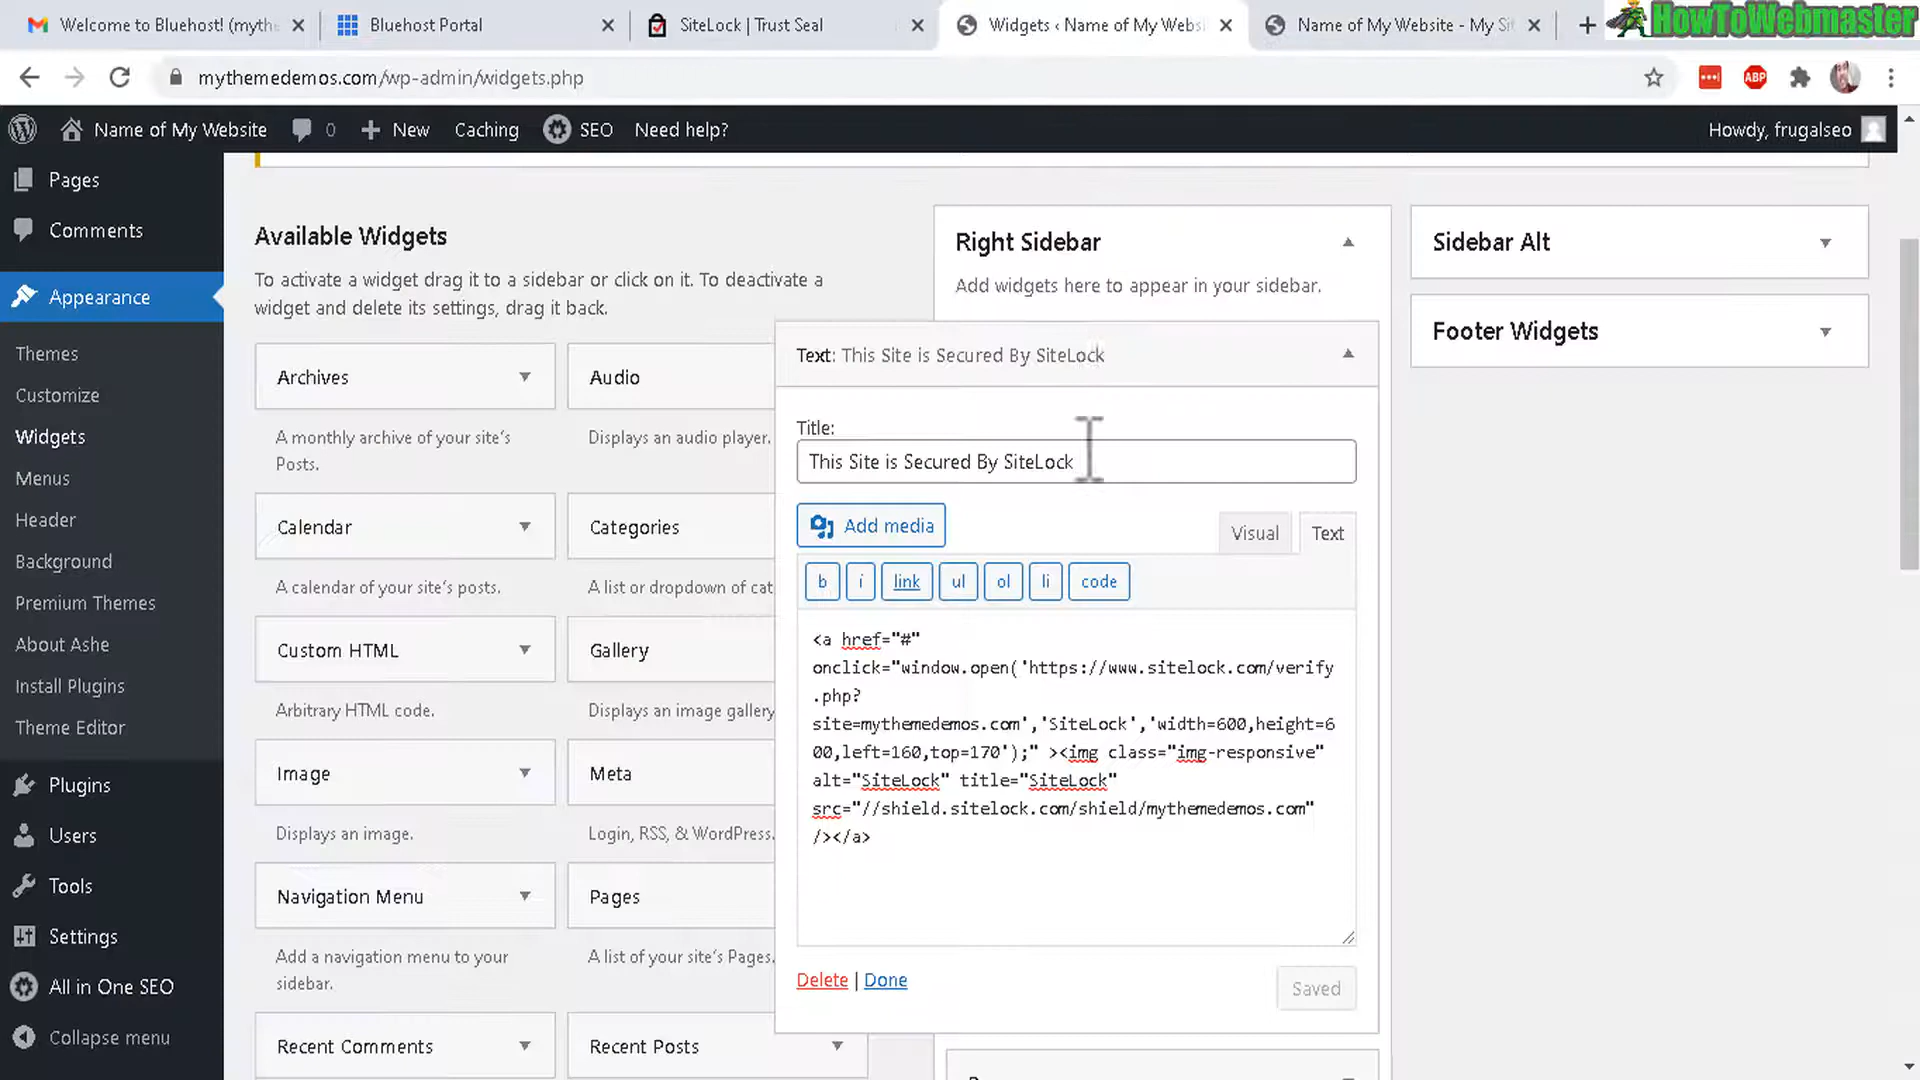 Welcome to Bluehost! (mythe
Bluehost Portal
SiteLock | Trust Seal
Widgets ‹ Name of My Websi
Name of My Website - My Sit
HowToWebmaster
mythemedemos.com/wp-admin/widgets.php
ABP
Name of My Website
0
New
Caching
SEO
Need help?
Howdy, frugalseo
Pages
Comments
Appearance
Themes
Customize
Widgets
Menus
Header
Background
Premium Themes
About Ashe
Install Plugins
Theme Editor
Plugins
Users
Tools
Settings
All in One SEO
Collapse menu
Available Widgets
To activate a widget drag it to a sidebar or click on it. To deactivate a
widget and delete its settings, drag it back.
Archives
A monthly archive of your site's
Posts.
Audio
Displays an audio player.
Calendar
A calendar of your site's posts.
Categories
A list or dropdown of cat
Custom HTML
Arbitrary HTML code.
Gallery
Displays an image gallery
Image
Displays an image.
Meta
Login, RSS, & WordPress.
Navigation Menu
Add a navigation menu to your
sidebar.
Pages
A list of your site's Pages.
Recent Comments
Recent Posts
Right Sidebar
Add widgets here to appear in your sidebar.
Text: This Site is Secured By SiteLock
Title:
This Site is Secured By SiteLock
Add media
Visual
Text
b
i
link
ul
ol
li
code
<a href="#"
onclick="window.open('https://www.sitelock.com/verify
.php?
site=mythemedemos.com','SiteLock','width=600,height=6
00,left=160,top=170');" ><img class="img-responsive"
alt="SiteLock" title="SiteLock"
src="//shield.sitelock.com/shield/mythemedemos.com"
/></a>
Delete | Done
Saved
Sidebar Alt
Footer Widgets